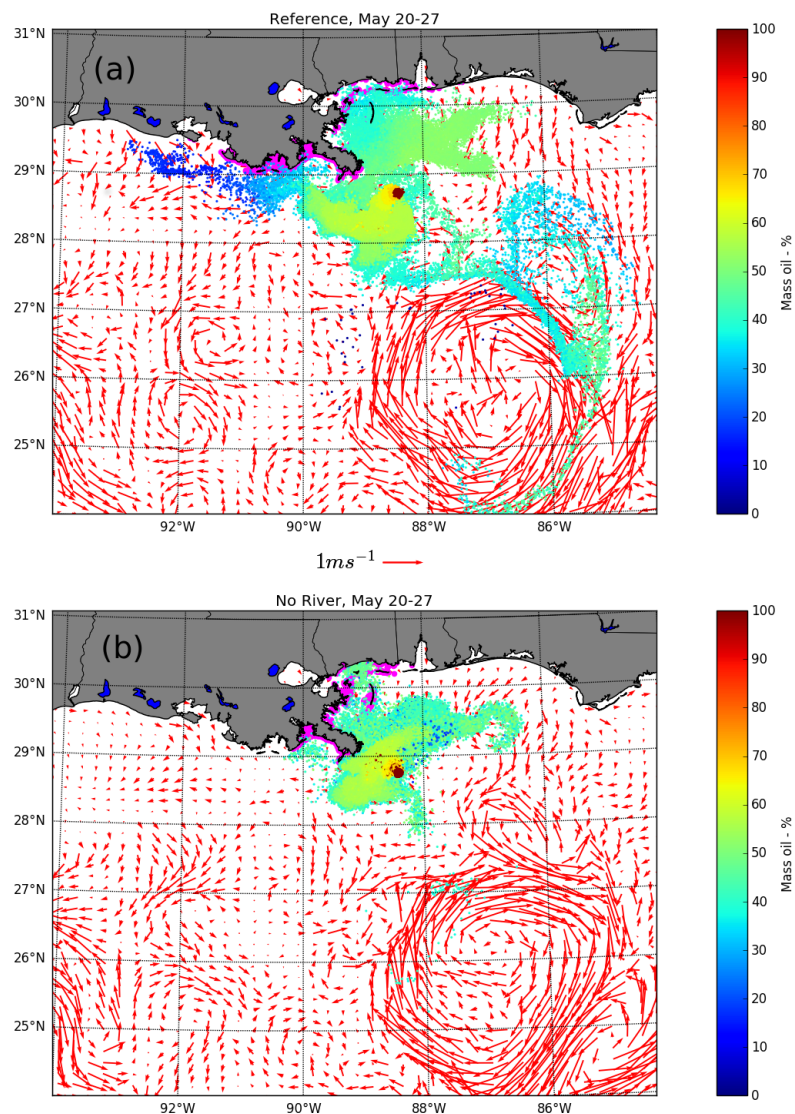 Reference, May 20-27
(a)
31°N
30°N
29°N
28°N
27°N
26°N
25°N
92°W 90°W 88°W 86°W
100
90
80
70
60
50
40
30
20
10
0
Mass oil - %
1ms⁻¹
No River, May 20-27
(b)
31°N
30°N
29°N
28°N
27°N
26°N
25°N
92°W 90°W 88°W 86°W
100
90
80
70
60
50
40
30
20
10
0
Mass oil - %